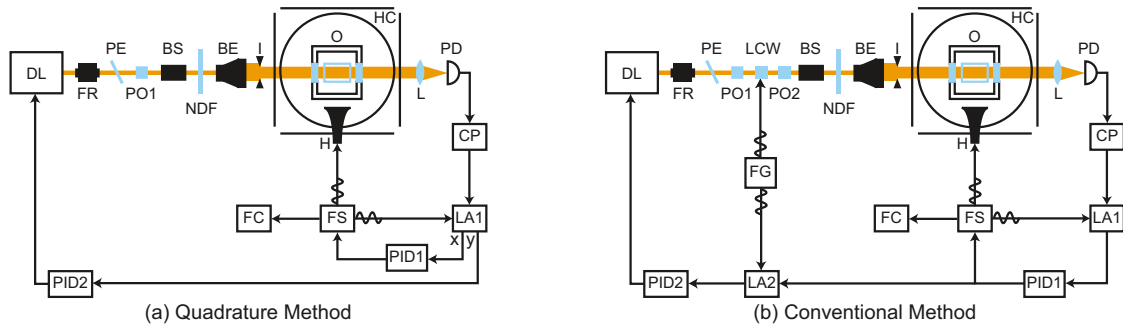 HC
PE BS BE I O PD
DL
FR PO1 NDF L
H
CP
FC FS LA1
x y
PID1
PID2
(a) Quadrature Method
HC
PE LCW BS BE I O PD
DL
FR PO1 PO2 NDF L
H
CP
FG
FC FS LA1
PID2 LA2 PID1
(b) Conventional Method